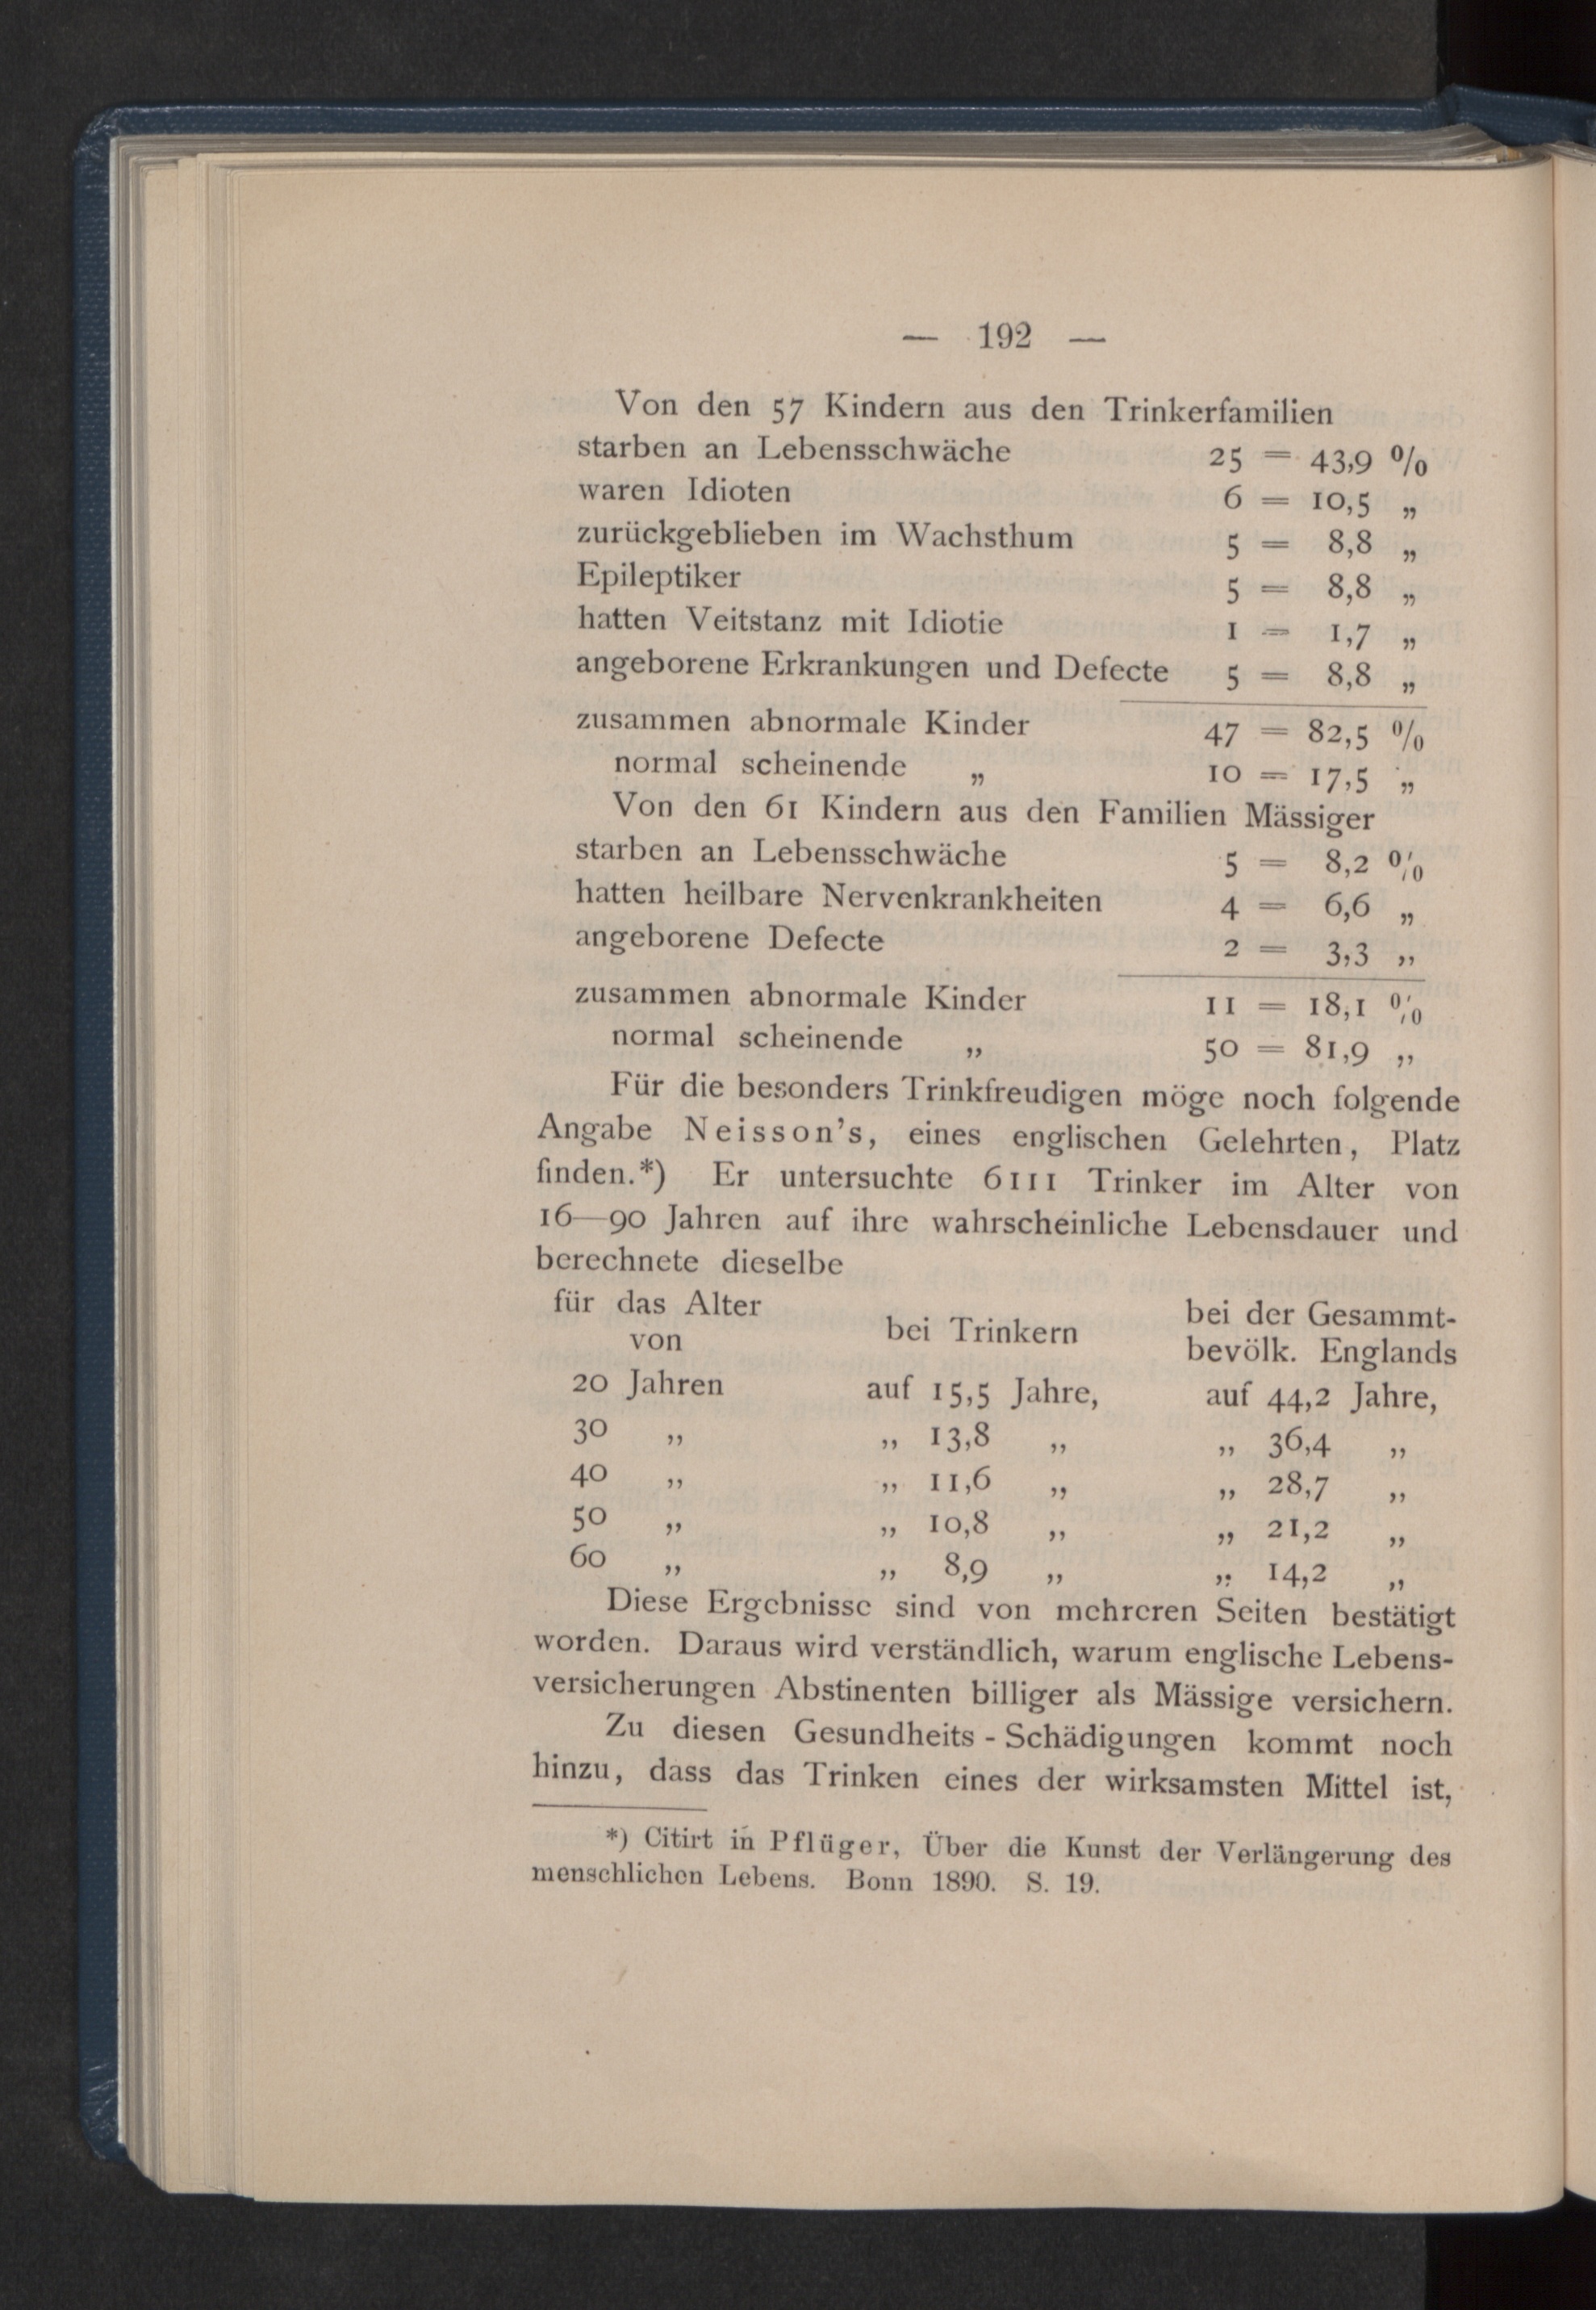 — 192 —
Von den 57 Kindern aus den Trinkerfamilien
starben an Lebensschwäche 25 = 43,9 %
waren Idioten 6 = 10,5 „
zurückgeblieben im Wachsthum 5 = 8,8 „
Epileptiker 5 = 8,8 „
hatten Veitstanz mit Idiotie 1 = 1,7 „
angeborene Erkrankungen und Defecte 5 = 8,8 „
zusammen abnormale Kinder 47 = 82,5 %
normal scheinende „ 10 = 17,5 „
Von den 61 Kindern aus den Familien Mässiger
starben an Lebensschwäche 5 = 8,2 %
hatten heilbare Nervenkrankheiten 4 = 6,6 „
angeborene Defecte 2 = 3,3 „
zusammen abnormale Kinder 11 = 18,1 %
normal scheinende „ 50 = 81,9 „
Für die besonders Trinkfreudigen möge noch folgende
Angabe Neisson's, eines englischen Gelehrten, Platz
finden.*) Er untersuchte 6111 Trinker im Alter von
16—90 Jahren auf ihre wahrscheinliche Lebensdauer und
berechnete dieselbe
für das Alter
von
bei Trinkern
bei der Gesammt-
bevölk. Englands
20 Jahren auf 15,5 Jahre, auf 44,2 Jahre,
30 „ „ 13,8 „ „ 36,4 „
40 „ „ 11,6 „ „ 28,7 „
50 „ „ 10,8 „ „ 21,2 „
60 „ „ 8,9 „ „ 14,2 „
Diese Ergebnisse sind von mehreren Seiten bestätigt
worden. Daraus wird verständlich, warum englische Lebens-
versicherungen Abstinenten billiger als Mässige versichern.
Zu diesen Gesundheits-Schädigungen kommt noch
hinzu, dass das Trinken eines der wirksamsten Mittel ist,
*) Citirt in Pflüger, Über die Kunst der Verlängerung des
menschlichen Lebens. Bonn 1890. S. 19.